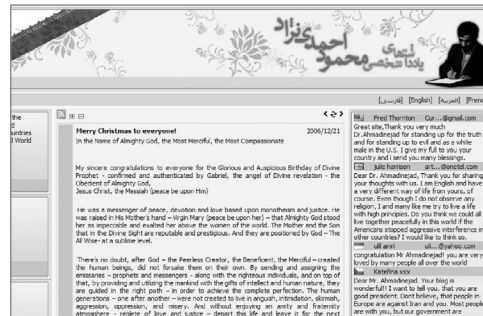 یادداشتهای
شخصی
محمود
احمدی نژاد
[فارسی] [العربية] [English] [Frenc
the
ountries
d World
Merry Christmas to everyone! 2006/12/21
In the Name of Almighty God, the Most Merciful, the Most Compassionate
My sincere congratulations to everyone for the Glorious and Auspicious Birthday of Divine
Prophet - confirmed and authenticated by Gabriel, the angel of Divine revelation - the
Obedient of Almighty God,
Jesus Christ, the Messiah (peace be upon Him)
He was a messenger of peace, devotion and love based upon monotheism and justice. He
was raised in His Mother's hand – Virgin Mary (peace be upon her) – that Almighty God stood
her as impeccable and exalted her above the women of the world. The Mother and the Son
that in the Divine Sight are reputable and prestigious. And they are positioned by God – The
All Wise- at a sublime level.
There's no doubt, after God – the Peerless Creator, the Beneficent, the Merciful – created
the human beings, did not forsake them on their own. By sending and assigning the
emissaries – prophets and messengers - along with the righteous individuals, and on top of
that, by providing and utilizing the mankind with the gifts of intellect and human nature, they
are guided in the right path – in order to achieve the complete perfection. The human
generations – one after another – were not created to live in anguish, intimidation, skirmish,
aggression, oppression, and misery. And without enjoying an amity and fraternity
atmosphere - replete of love and justice – depart this life and leave it for the next
Fred Thornton Cur...@gmail.com
Great site,Thank you very much
Dr.Ahmadinejad for standing up for the truth
and for standing up to evil and as a white
male in the U.S. I give my full to you your
country and i send you many blessings.
julie harrison art...@onetel.com
Dear Dr. Ahmadinejad, Thank you for sharing
your thoughts with us. I am English and have
a very different way of life from yours, of
course. Even though I do not observe any
religion, I and many like me try to live a life
with high principles. Do you think we could all
live together peacefully in this world if the
Americans stopped aggressive interference in
other countries? I would like to think so.
ulil amri uli...@yahoo.com
congratulation Mr Ahmadinejad! you are very
loved by many people all over the world
Katefina xxx
Dear Mr. Ahmadinejad. Your blog is
wonderful! I want to tell you, that you are
good president. Dont believe, that people in
Europe are against Iran and you. Most people
are with you, but our government are